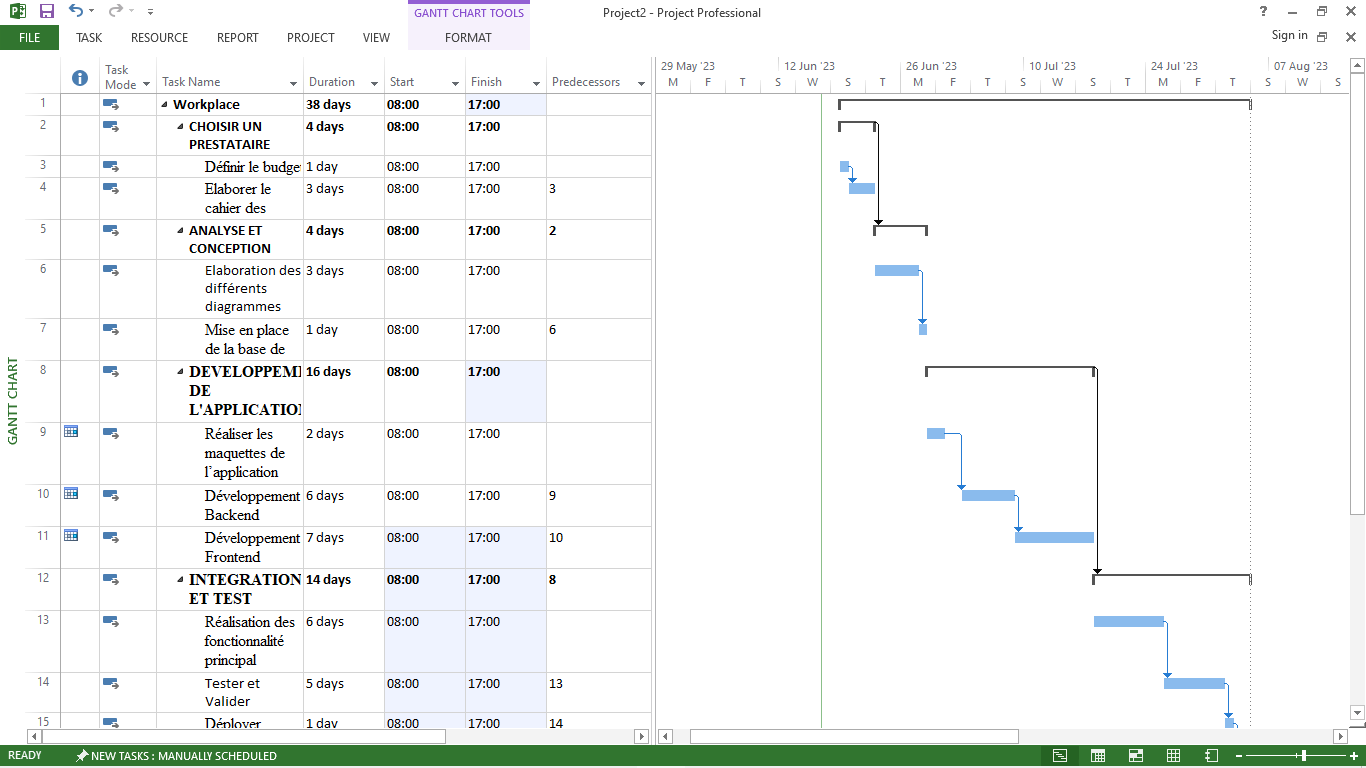 GANTT CHART TOOLS
Project2 - Project Professional
?
FILE TASK RESOURCE REPORT PROJECT VIEW FORMAT
Sign in
Task Mode Task Name Duration Start Finish Predecessors
29 May '23 12 Jun '23 26 Jun '23 10 Jul '23 24 Jul '23 07 Aug '23
M F T S W S T M F T S W S T M F T S W S
1 Workplace 38 days 08:00 17:00
2 CHOISIR UN 4 days 08:00 17:00
PRESTATAIRE
3 Définir le budge 1 day 08:00 17:00
4 Elaborer le 3 days 08:00 17:00 3
cahier des
5 ANALYSE ET 4 days 08:00 17:00 2
CONCEPTION
6 Elaboration des 3 days 08:00 17:00
différents
diagrammes
7 Mise en place 1 day 08:00 17:00 6
de la base de
8 DEVELOPPEM 16 days 08:00 17:00
DE
L'APPLICATION
9 Réaliser les 2 days 08:00 17:00
maquettes de
l’application
10 Développement 6 days 08:00 17:00 9
Backend
11 Développement 7 days 08:00 17:00 10
Frontend
12 INTEGRATION 14 days 08:00 17:00 8
ET TEST
13 Réalisation des 6 days 08:00 17:00
fonctionnalité
principal
14 Tester et 5 days 08:00 17:00 13
Valider
15 Déployer 1 day 08:00 17:00 14
GANTT CHART
READY NEW TASKS : MANUALLY SCHEDULED